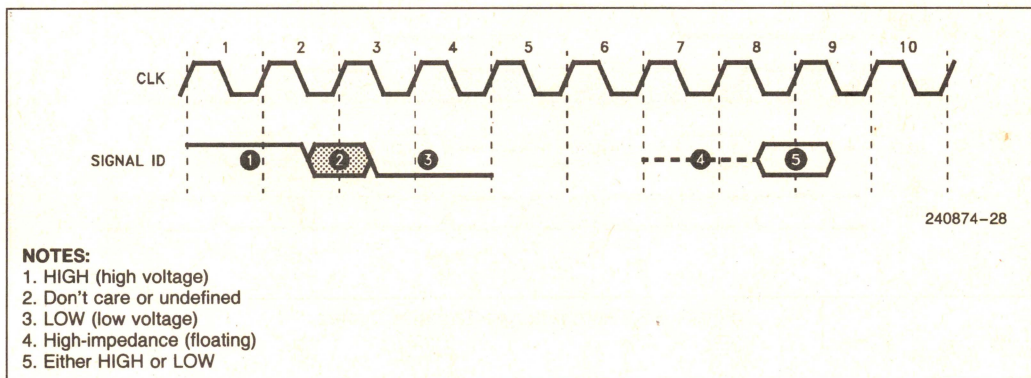 1 2 3 4 5 6 7 8 9 10
CLK
SIGNAL ID 1 2 3 4 5
240874-28
NOTES:
1. HIGH (high voltage)
2. Don't care or undefined
3. LOW (low voltage)
4. High-impedance (floating)
5. Either HIGH or LOW